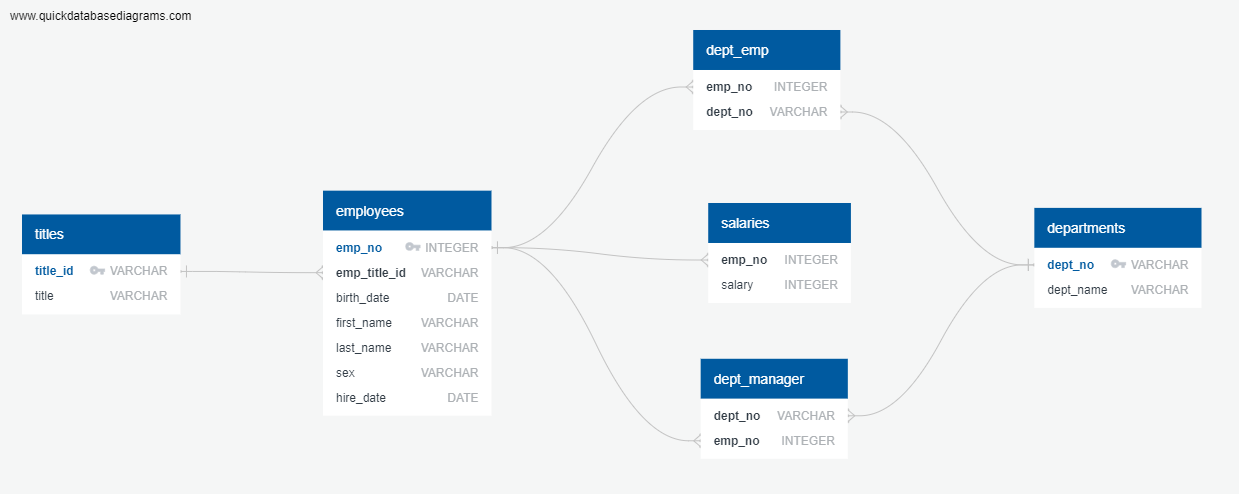 www.quickdatabasediagrams.com
titles
title_id VARCHAR
title VARCHAR
employees
emp_no INTEGER
emp_title_id VARCHAR
birth_date DATE
first_name VARCHAR
last_name VARCHAR
sex VARCHAR
hire_date DATE
dept_emp
emp_no INTEGER
dept_no VARCHAR
salaries
emp_no INTEGER
salary INTEGER
dept_manager
dept_no VARCHAR
emp_no INTEGER
departments
dept_no VARCHAR
dept_name VARCHAR